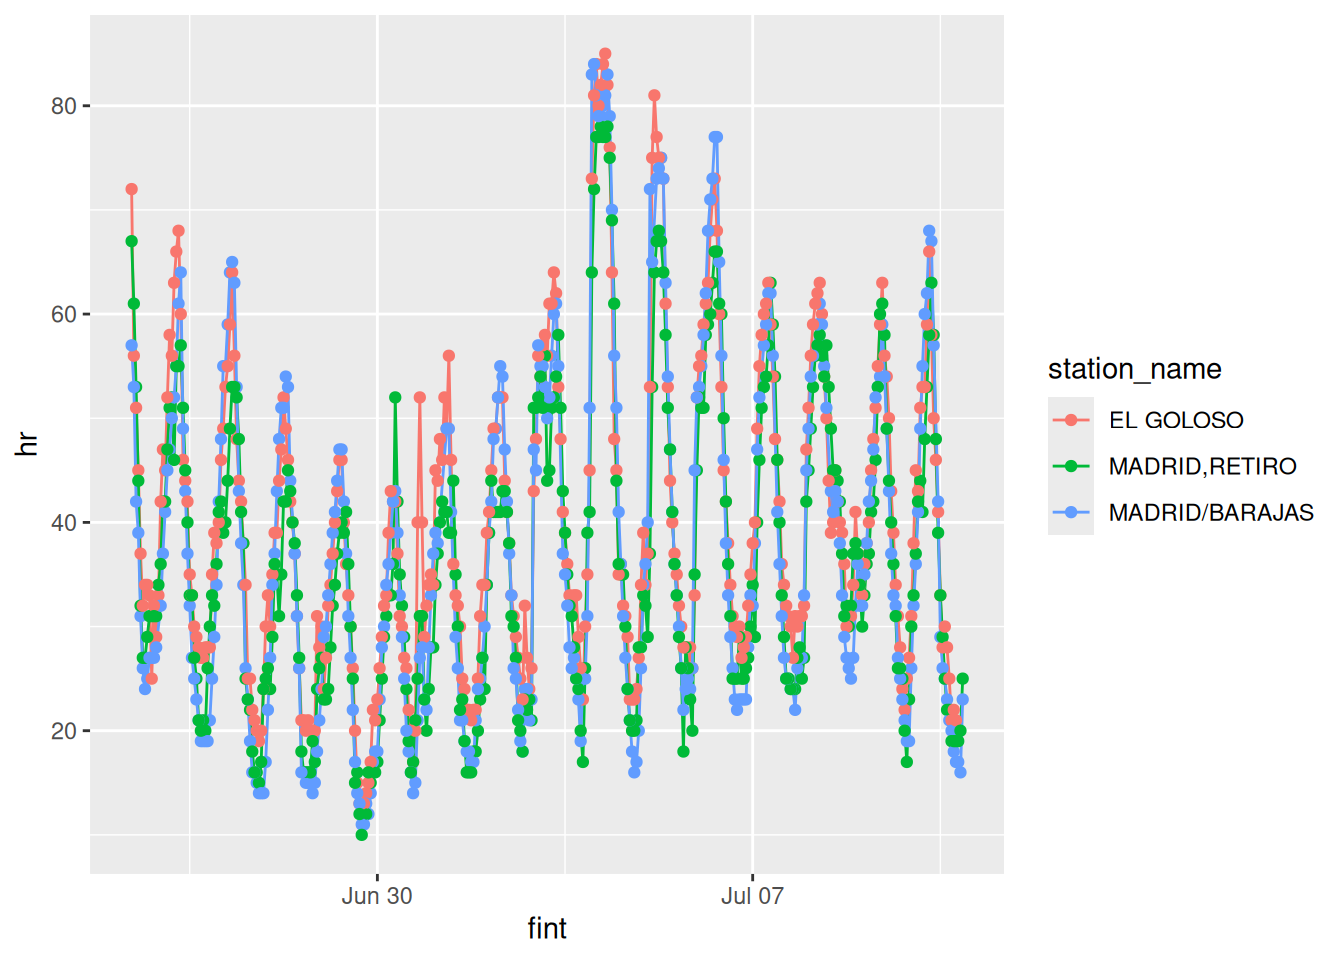 hr
80
60
40
20
Jun 30
Jul 07
fint
station_name
EL GOLOSO
MADRID,RETIRO
MADRID/BARAJAS